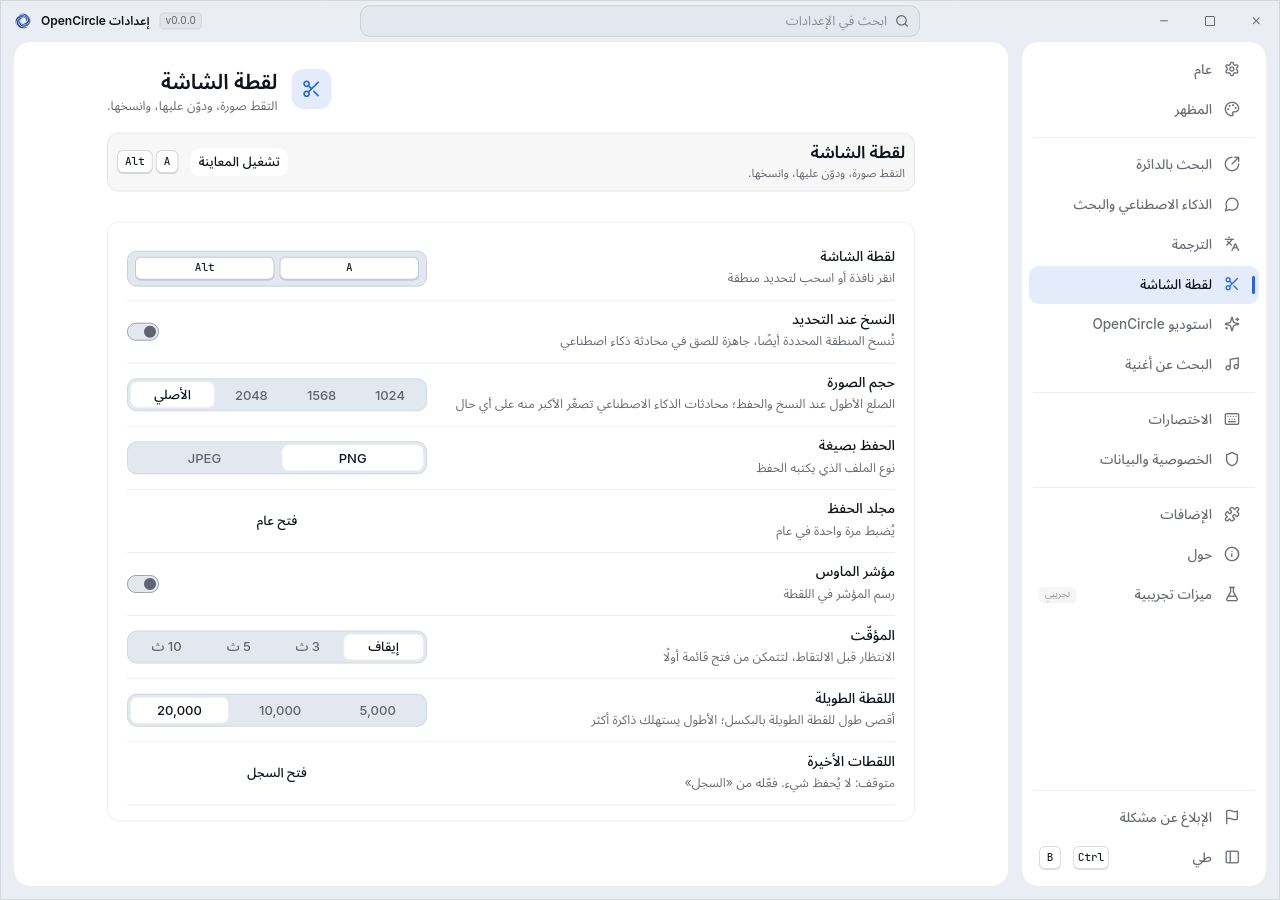 إعدادات OpenCircle
v0.0.0
ابحث في الإعدادات
عام
المظهر
البحث بالدائرة
الذكاء الاصطناعي والبحث
الترجمة
لقطة الشاشة
استوديو OpenCircle
البحث عن أغنية
الاختصارات
الخصوصية والبيانات
الإضافات
حول
ميزات تجريبية
تجريبي
الإبلاغ عن مشكلة
طي
Ctrl
B
لقطة الشاشة
التقط صورة، ودوّن عليها، وانسخها.
لقطة الشاشة
التقط صورة، ودوّن عليها، وانسخها.
تشغيل المعاينة
Alt A
لقطة الشاشة
انقر نافذة أو اسحب لتحديد منطقة
Alt A
النسخ عند التحديد
تُنسخ المنطقة المحددة أيضًا، جاهزة للصق في محادثة ذكاء اصطناعي
حجم الصورة
الضلع الأطول عند النسخ والحفظ؛ محادثات الذكاء الاصطناعي تصغّر الأكبر منه على أي حال
1024
1568
2048
الأصلي
الحفظ بصيغة
نوع الملف الذي يكتبه الحفظ
PNG
JPEG
مجلد الحفظ
يُضبط مرة واحدة في عام
فتح عام
مؤشر الماوس
رسم المؤشر في اللقطة
المؤقّت
الانتظار قبل الالتقاط، لتتمكن من فتح قائمة أولًا
إيقاف
3 ث
5 ث
10 ث
اللقطة الطويلة
أقصى طول للقطة الطويلة بالبكسل؛ الأطول يستهلك ذاكرة أكثر
5,000
10,000
20,000
اللقطات الأخيرة
متوقف: لا يُحفظ شيء. فعّله من «السجل»
فتح السجل